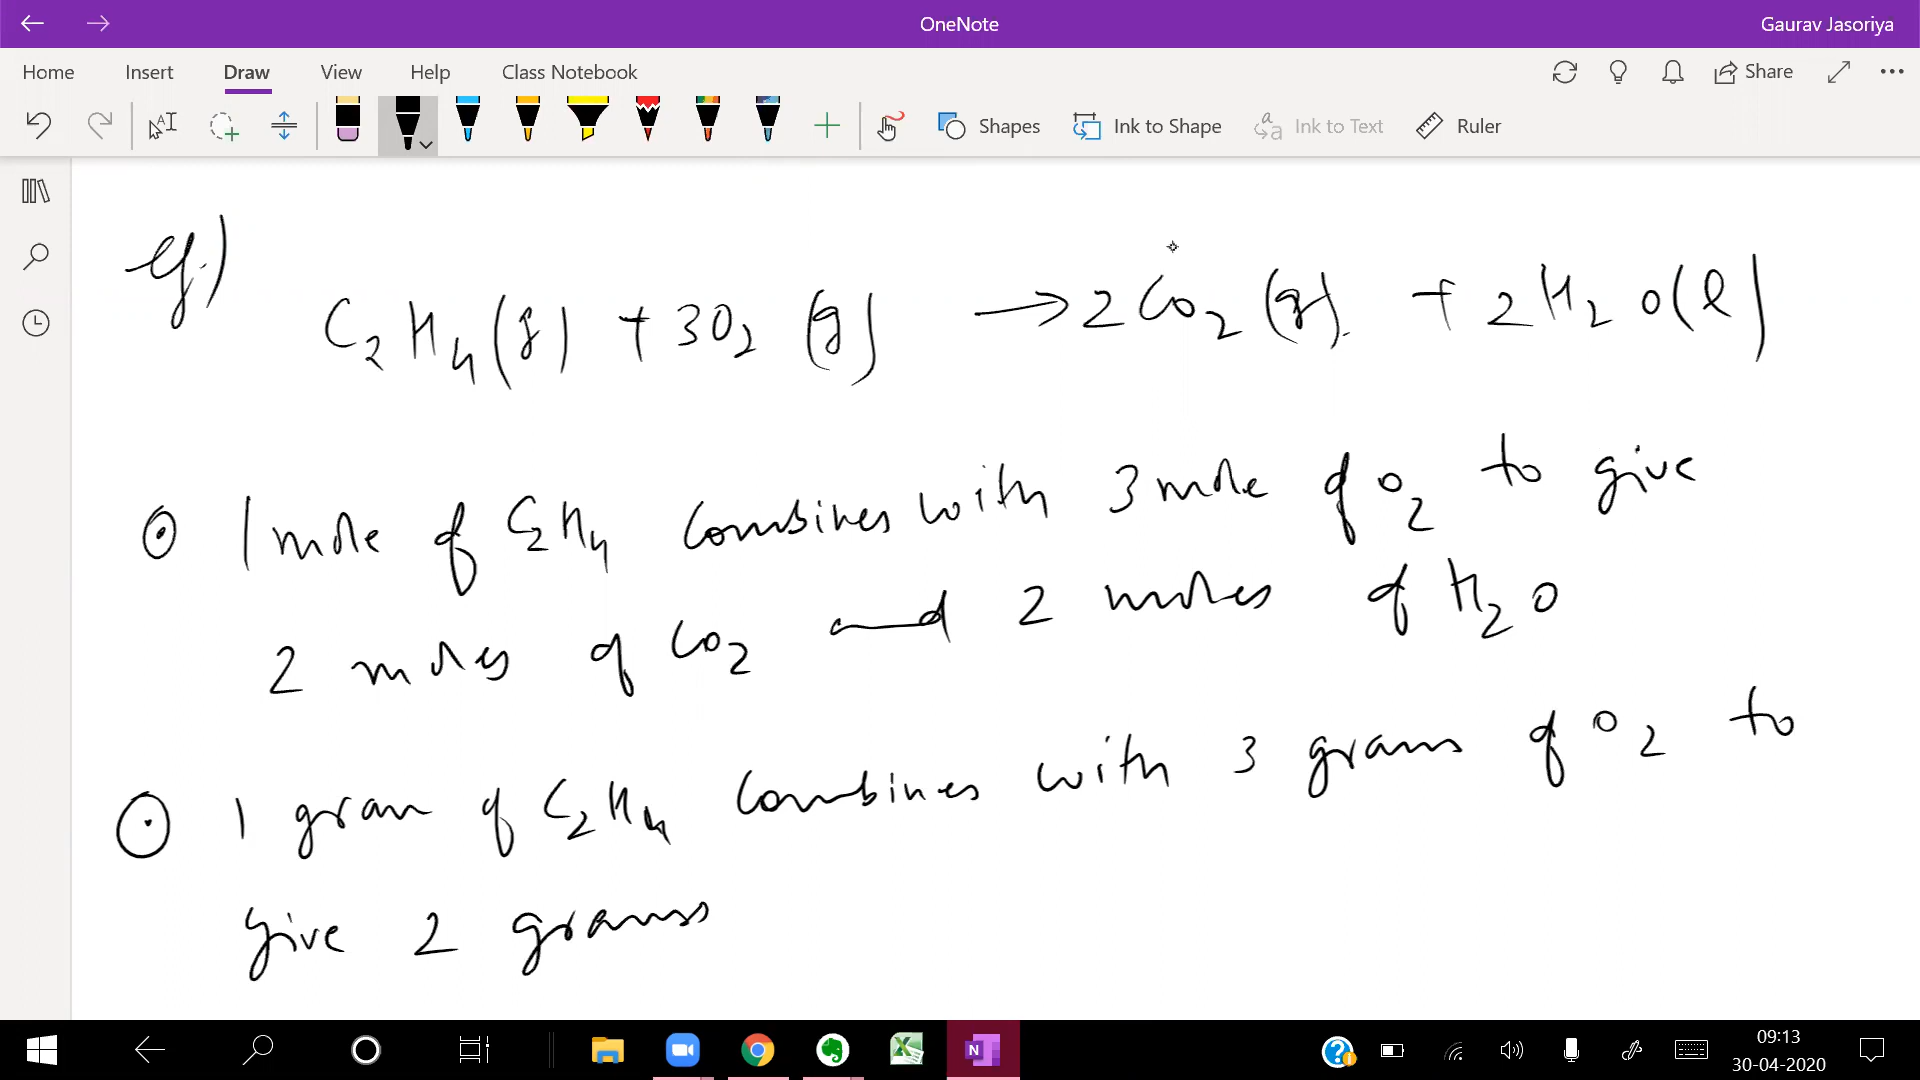 OneNote
Gaurav Jasoriya
Home Insert Draw View Help Class Notebook Share
Shapes Ink to Shape Ink to Text Ruler
eg.)
C₂H₄(g) + 3O₂ (g) → 2CO₂ (g) + 2H₂O(l)
⊙ 1 mole of C₂H₄ combines with 3 mole of O₂ to give
2 moles of CO₂ and 2 moles of H₂O
⊙ 1 gram of C₂H₄ combines with 3 grams of O₂ to
give 2 grams
09:13
30-04-2020